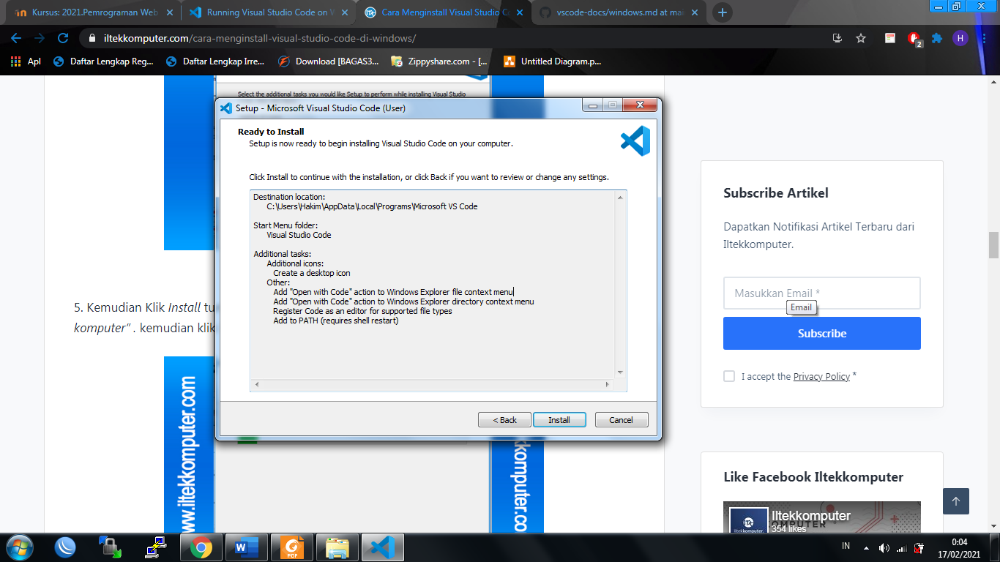 Kursus: 2021.Pemrograman Web
Running Visual Studio Code on W
Cara Menginstall Visual Studio C
vscode-docs/windows.md at mai
iltekkomputer.com/cara-menginstall-visual-studio-code-di-windows/
2
H
Apl
Daftar Lengkap Reg...
Daftar Lengkap Irre...
Download [BAGAS3...
Zippyshare.com - [...
Untitled Diagram.p...
Select the additional tasks you would like Setup to perform while installing Visual Studio
Setup - Microsoft Visual Studio Code (User)
Ready to Install
Setup is now ready to begin installing Visual Studio Code on your computer.
Click Install to continue with the installation, or click Back if you want to review or change any settings.
Destination location:
C:\Users\Hakim\AppData\Local\Programs\Microsoft VS Code
Start Menu folder:
Visual Studio Code
Additional tasks:
Additional icons:
Create a desktop icon
Other:
Add "Open with Code" action to Windows Explorer file context menu
Add "Open with Code" action to Windows Explorer directory context menu
Register Code as an editor for supported file types
Add to PATH (requires shell restart)
< Back
Install
Cancel
5. Kemudian Klik Install tu
komputer” . kemudian klik
www.iltekkomputer.com
kkomputer.co
Subscribe Artikel
Dapatkan Notifikasi Artikel Terbaru dari
Iltekkomputer.
Masukkan Email *
Email
Subscribe
I accept the Privacy Policy *
Like Facebook Iltekkomputer
Iltekkomputer
KOMPUTER
354 likes
iltekkomputer.
PDF
IN
0:04
17/02/2021